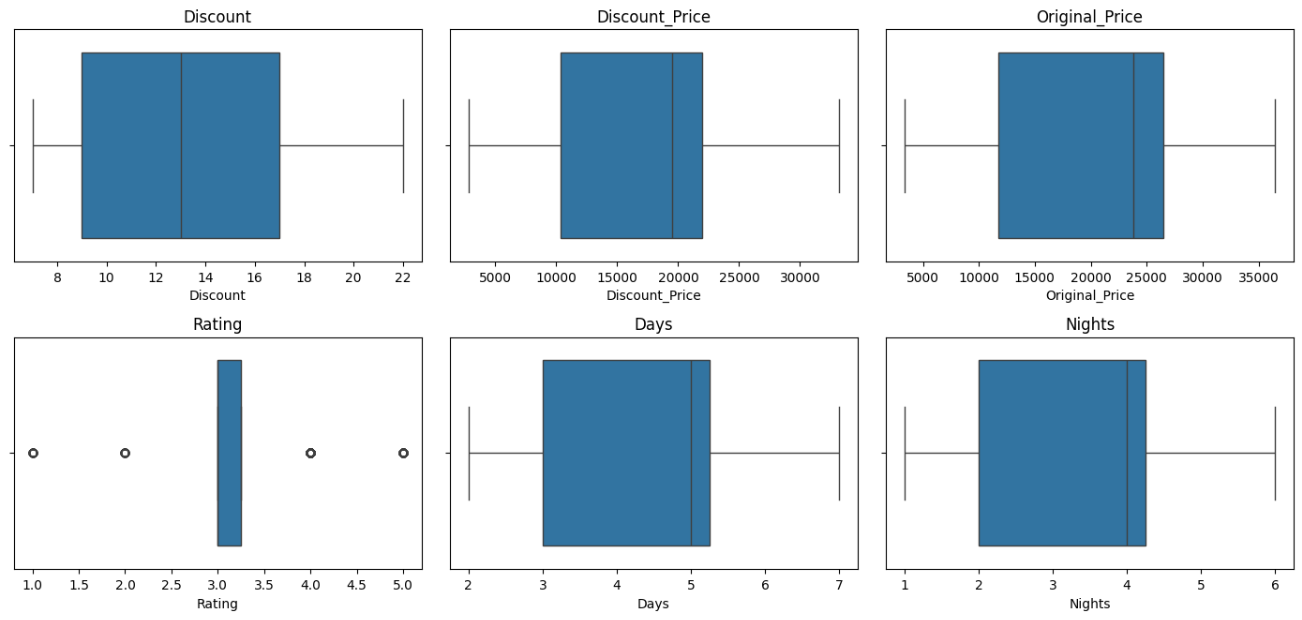 Discount Discount_Price Original_Price
8 10 12 14 16 18 20 22 5000 10000 15000 20000 25000 30000 5000 10000 15000 20000 25000 30000 35000
Discount Discount_Price Original_Price
Rating Days Nights
1.0 1.5 2.0 2.5 3.0 3.5 4.0 4.5 5.0 2 3 4 5 6 7 1 2 3 4 5 6
Rating Days Nights